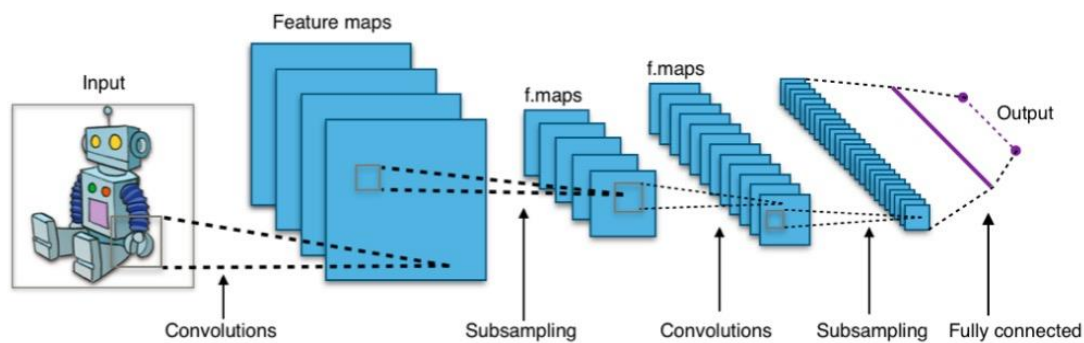 Feature maps
f.maps
Input
f.maps
Output
Convolutions
Subsampling
Convolutions
Subsampling
Fully connected